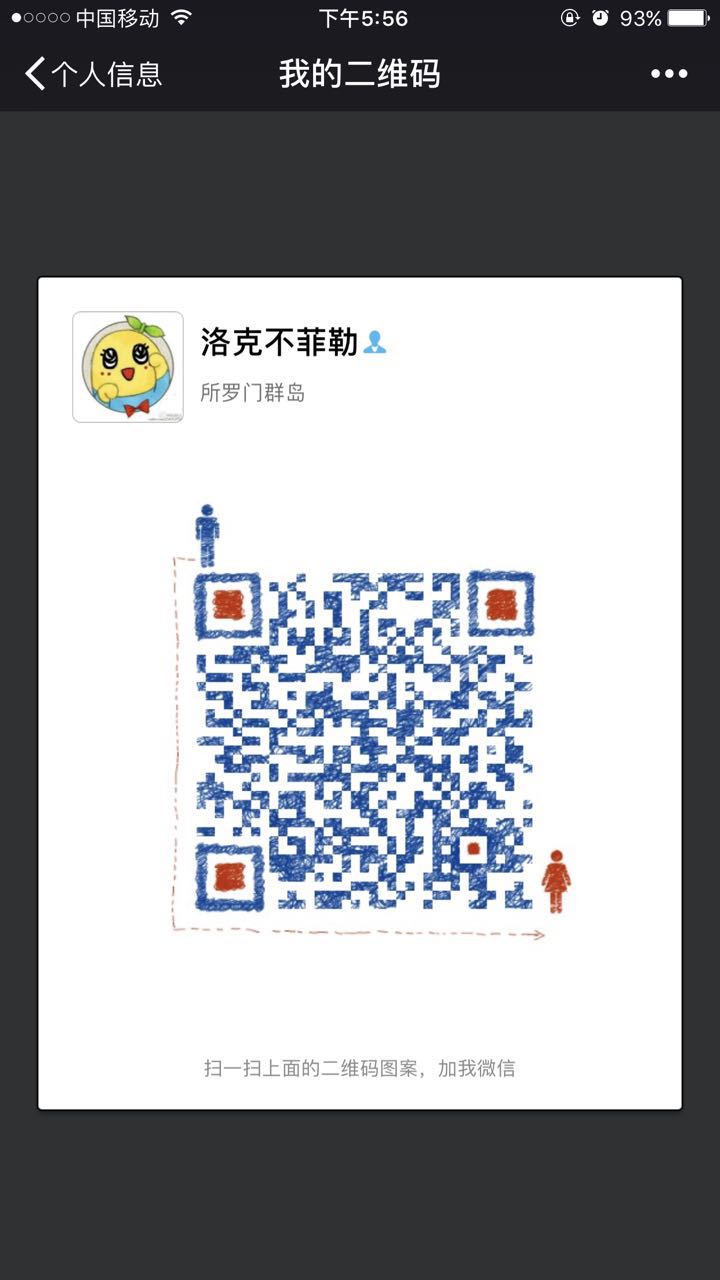 中国移动 下午5:56 93%
个人信息 我的二维码
洛克不菲勒
所罗门群岛
扫一扫上面的二维码图案，加我微信